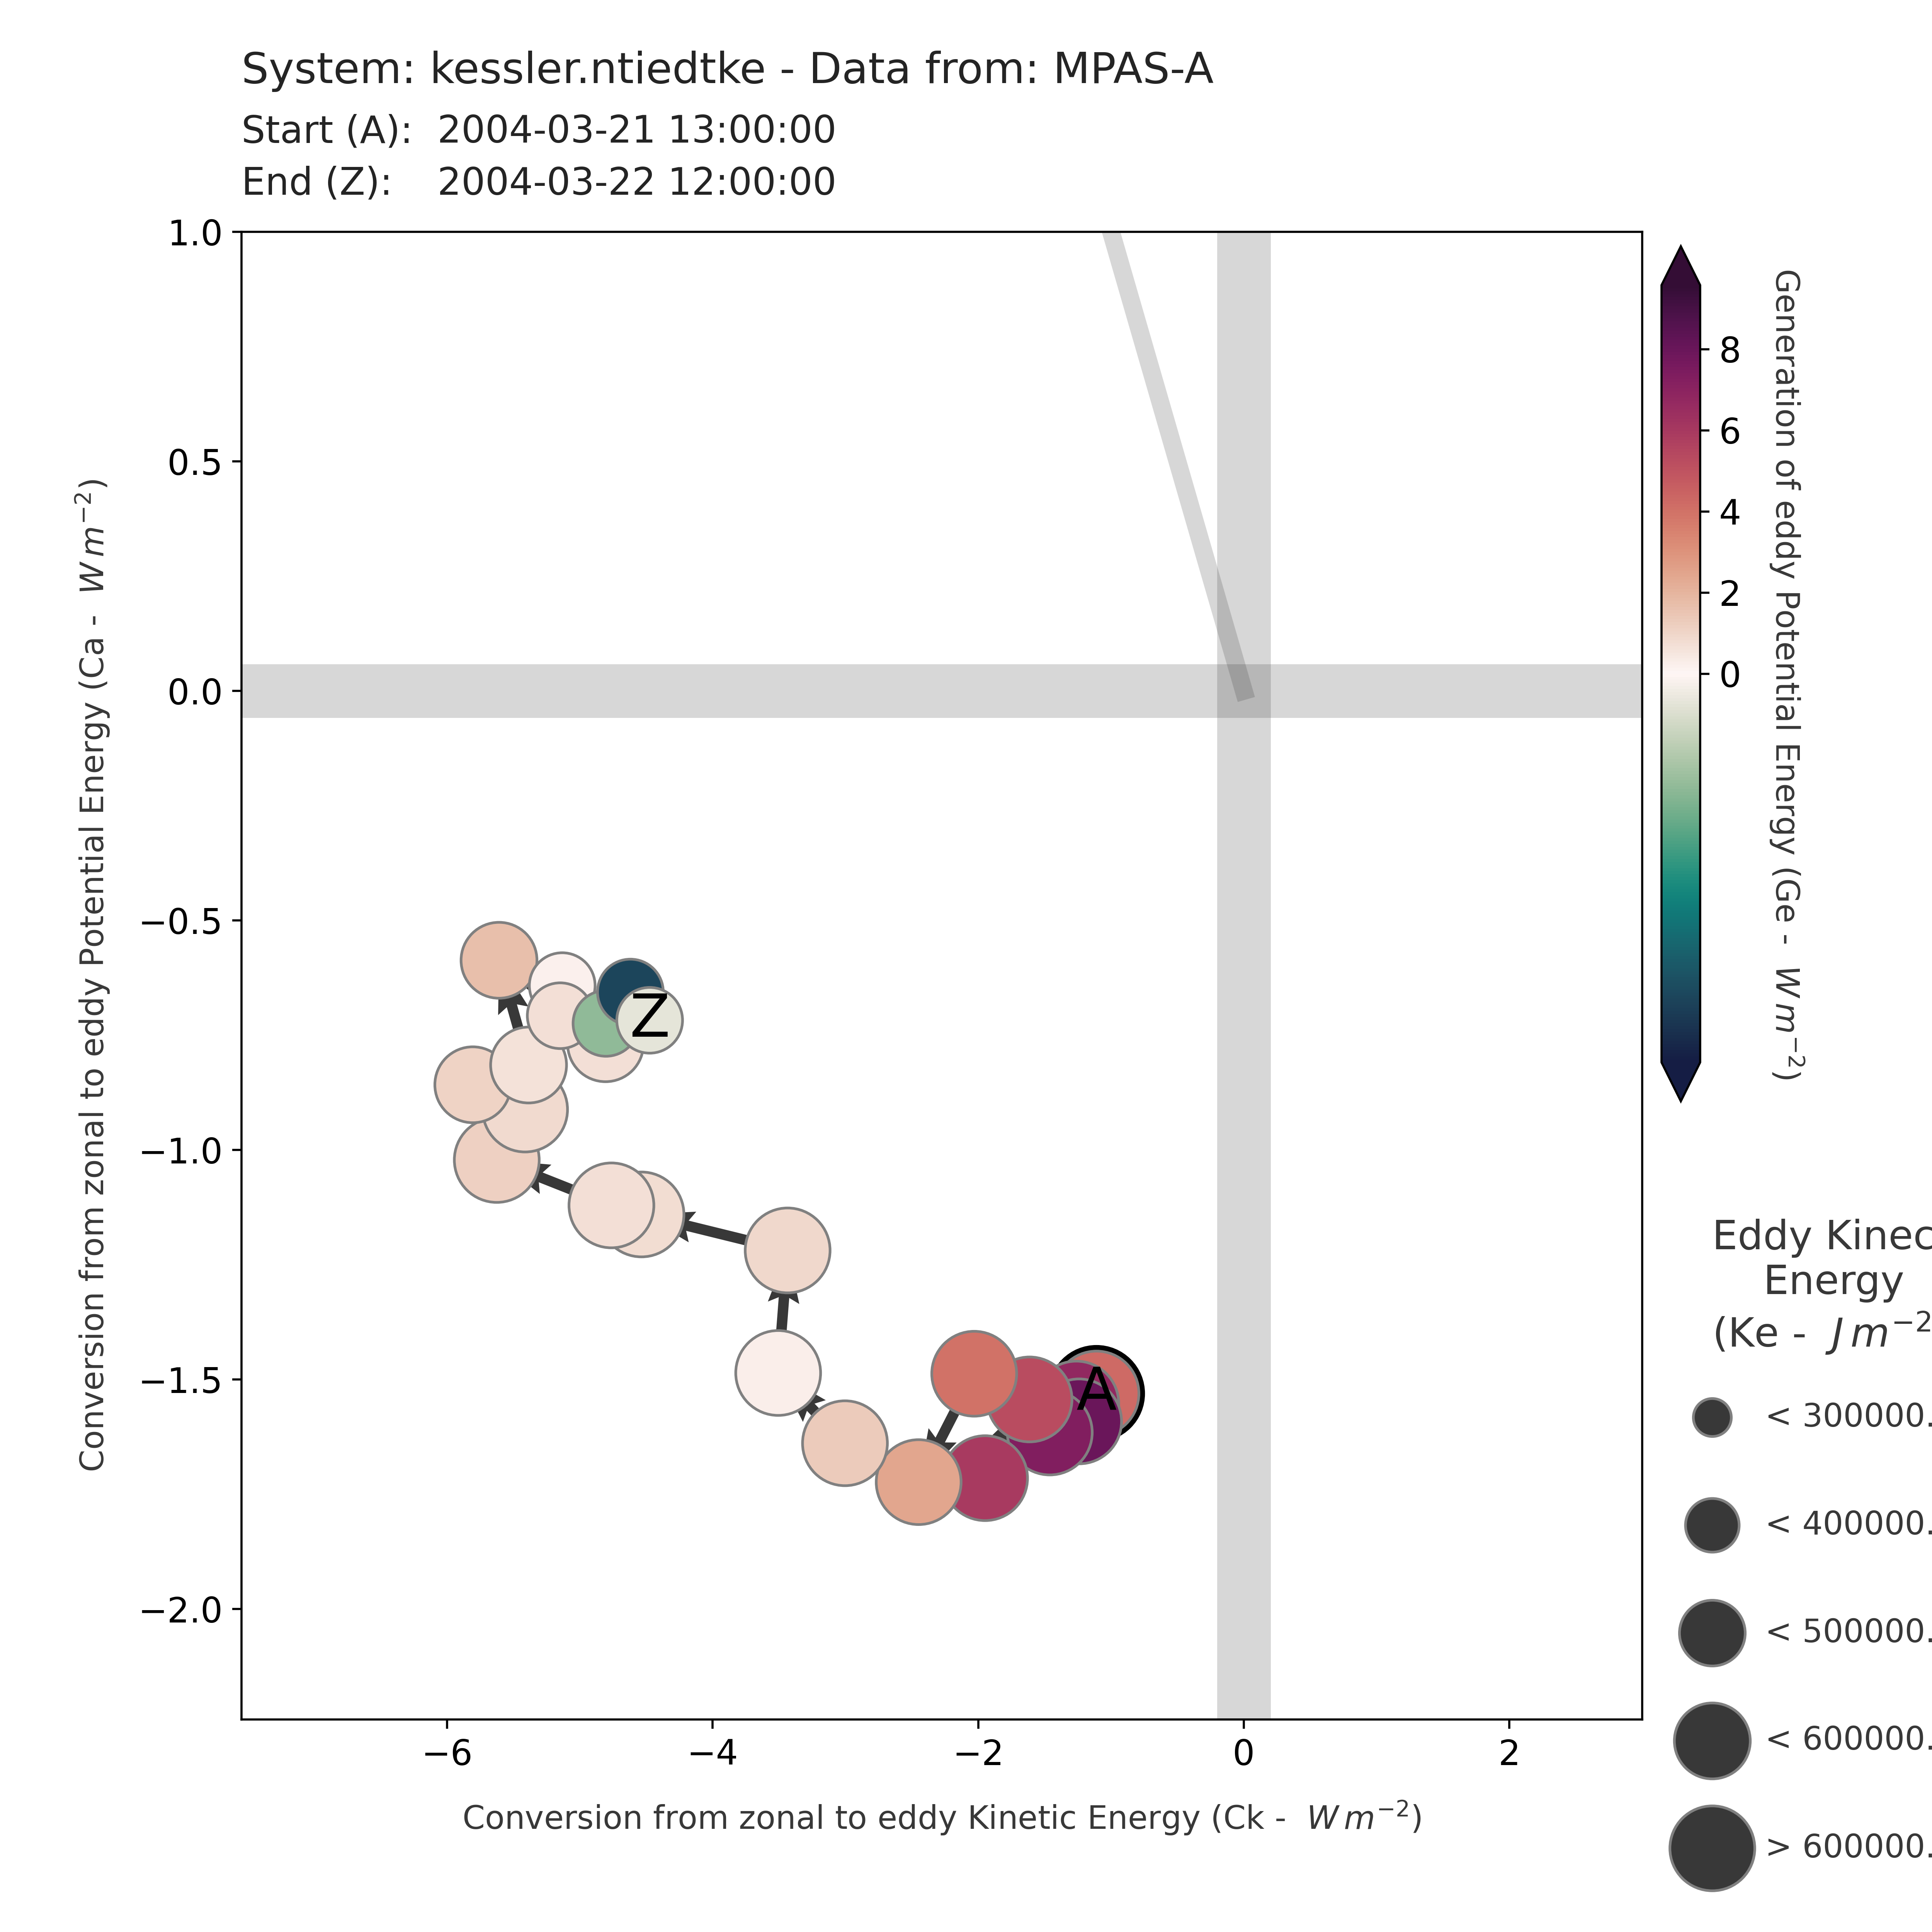 System: kessler.ntiedtke - Data from: MPAS-A
Start (A): 2004-03-21 13:00:00
End (Z): 2004-03-22 12:00:00
1.0
0.5
0.0
−0.5
−1.0
−1.5
−2.0
Conversion from zonal to eddy Potential Energy (Ca - W m⁻²)
Z
A
−6
−4
−2
0
2
Conversion from zonal to eddy Kinetic Energy (Ck - W m⁻²)
8
6
4
2
0
Generation of eddy Potential Energy (Ge - W m⁻²)
Eddy Kinec
Energy
(Ke - J m⁻²
< 300000.
< 400000.
< 500000.
< 600000.
> 600000.